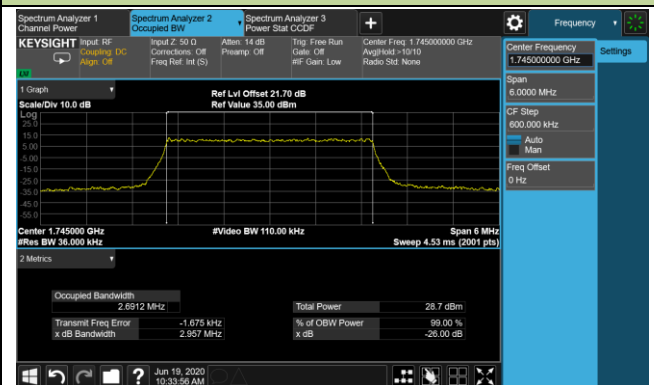 Spectrum Analyzer 1
Channel Power
Spectrum Analyzer 2
Occupied BW
Spectrum Analyzer 3
Power Stat CCDF
+
Frequency
KEYSIGHT
Input: RF
Coupling: DC
Align: Off
Input Z: 50 Ω
Corrections: Off
Freq Ref: Int (S)
Atten: 14 dB
Preamp: Off
Trig: Free Run
Gate: Off
#IF Gain: Low
Center Freq: 1.745000000 GHz
Avg|Hold:>10/10
Radio Std: None
Center Frequency
1.745000000 GHz
Settings
Span
6.0000 MHz
CF Step
600.000 kHz
Auto
Man
Freq Offset
0 Hz
1 Graph
Scale/Div 10.0 dB
Ref Lvl Offset 21.70 dB
Ref Value 35.00 dBm
Log
25.0
15.0
5.00
-5.00
-15.0
-25.0
-35.0
-45.0
-55.0
Center 1.745000 GHz
#Res BW 36.000 kHz
#Video BW 110.00 kHz
Span 6 MHz
Sweep 4.53 ms (2001 pts)
2 Metrics
Occupied Bandwidth
2.6912 MHz
Total Power 28.7 dBm
Transmit Freq Error -1.675 kHz
% of OBW Power 99.00 %
x dB Bandwidth 2.957 MHz
x dB -26.00 dB
?
Jun 19, 2020
10:33:56 AM